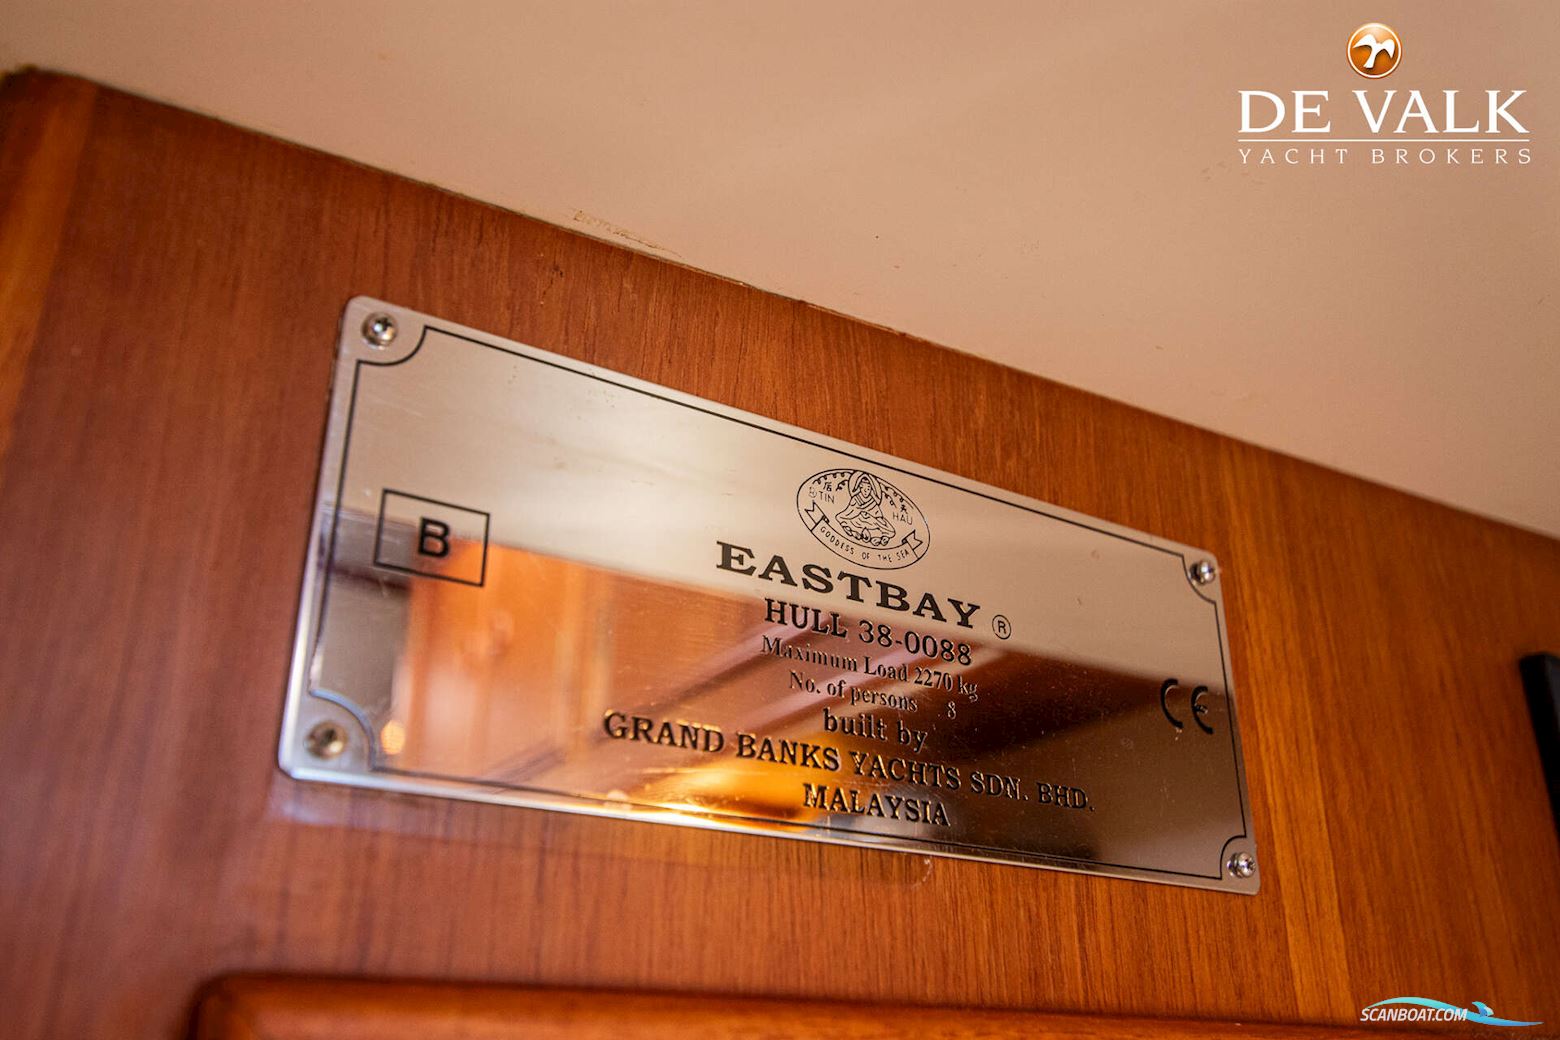 DE VALK
YACHT BROKERS
B
TIN HAU
GODDESS OF THE SEA
EASTBAY ®
HULL 38-0088
Maximum Load 2270 kg
No. of persons 8
built by
GRAND BANKS YACHTS SDN. BHD.
MALAYSIA
CE
SCANBOAT.COM